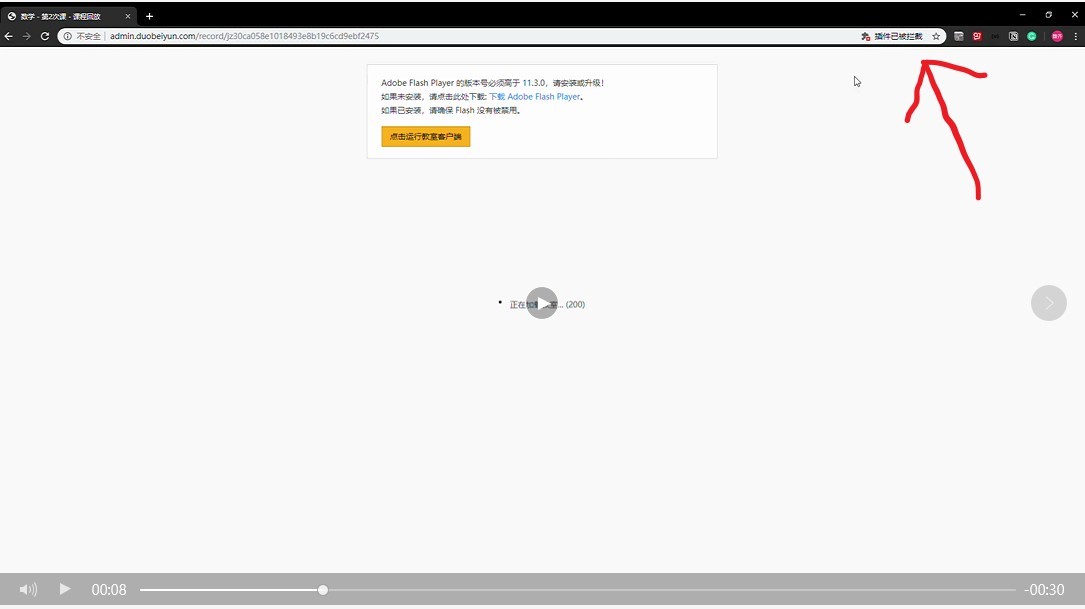 数学 - 第2次课 - 课程回放
不安全 admin.duobeiyun.com/record/jz30ca058e1018493e8b19c6cd9ebf2475 插件已被拦截
Adobe Flash Player 的版本号必须高于 11.3.0，请安装或升级！
如果未安装，请点击此处下载: 下载 Adobe Flash Player。
如果已安装，请确保 Flash 没有被禁用。
点击运行教室客户端
正在加载 室... (200)
00:08 -00:30